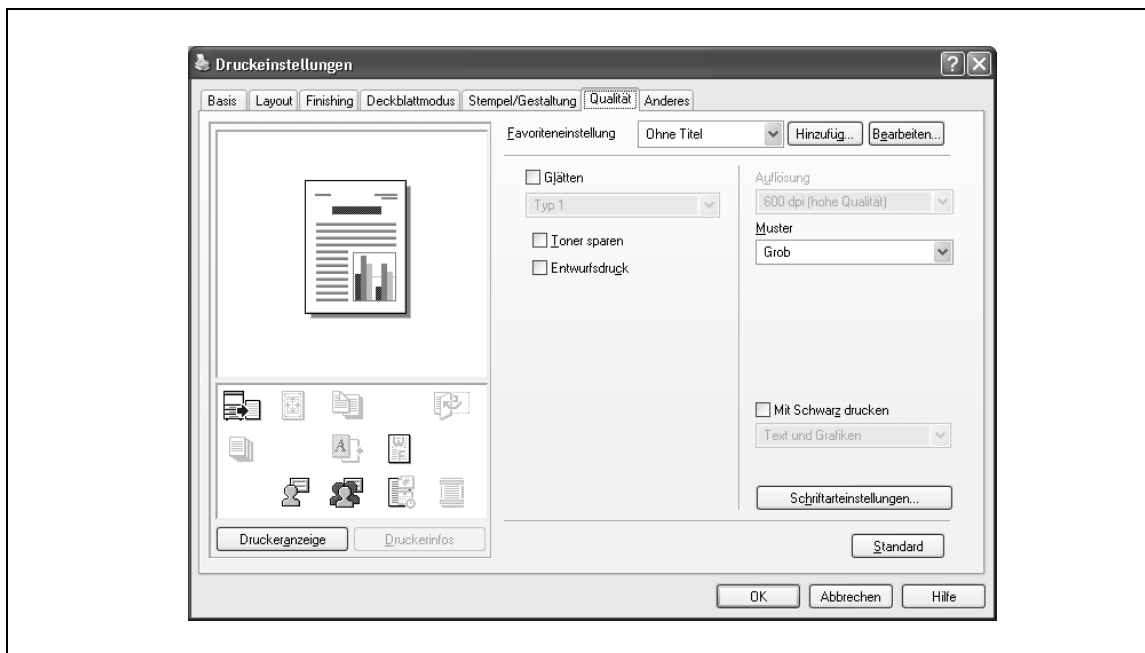 Druckeinstellungen
Basis Layout Finishing Deckblattmodus Stempel/Gestaltung Qualität Anderes
Favoriteneinstellung Ohne Titel Hinzufüg... Bearbeiten...
Glätten Auflösung
Typ 1 600 dpi (hohe Qualität)
Muster
Toner sparen Grob
Entwurfsdruck
Mit Schwarz drucken
Text und Grafiken
Schriftarteinstellungen...
Druckeranzeige Druckerinfos Standard
OK Abbrechen Hilfe